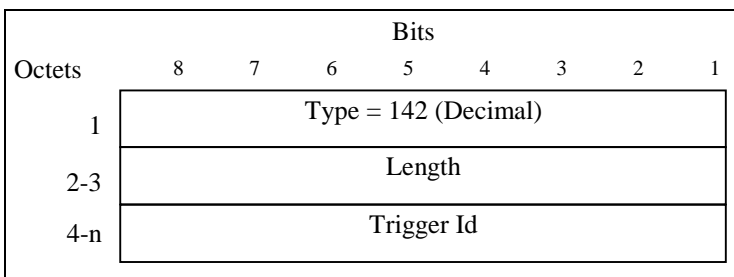 Bits
Octets 8 7 6 5 4 3 2 1
1 Type = 142 (Decimal)
2-3 Length
4-n Trigger Id